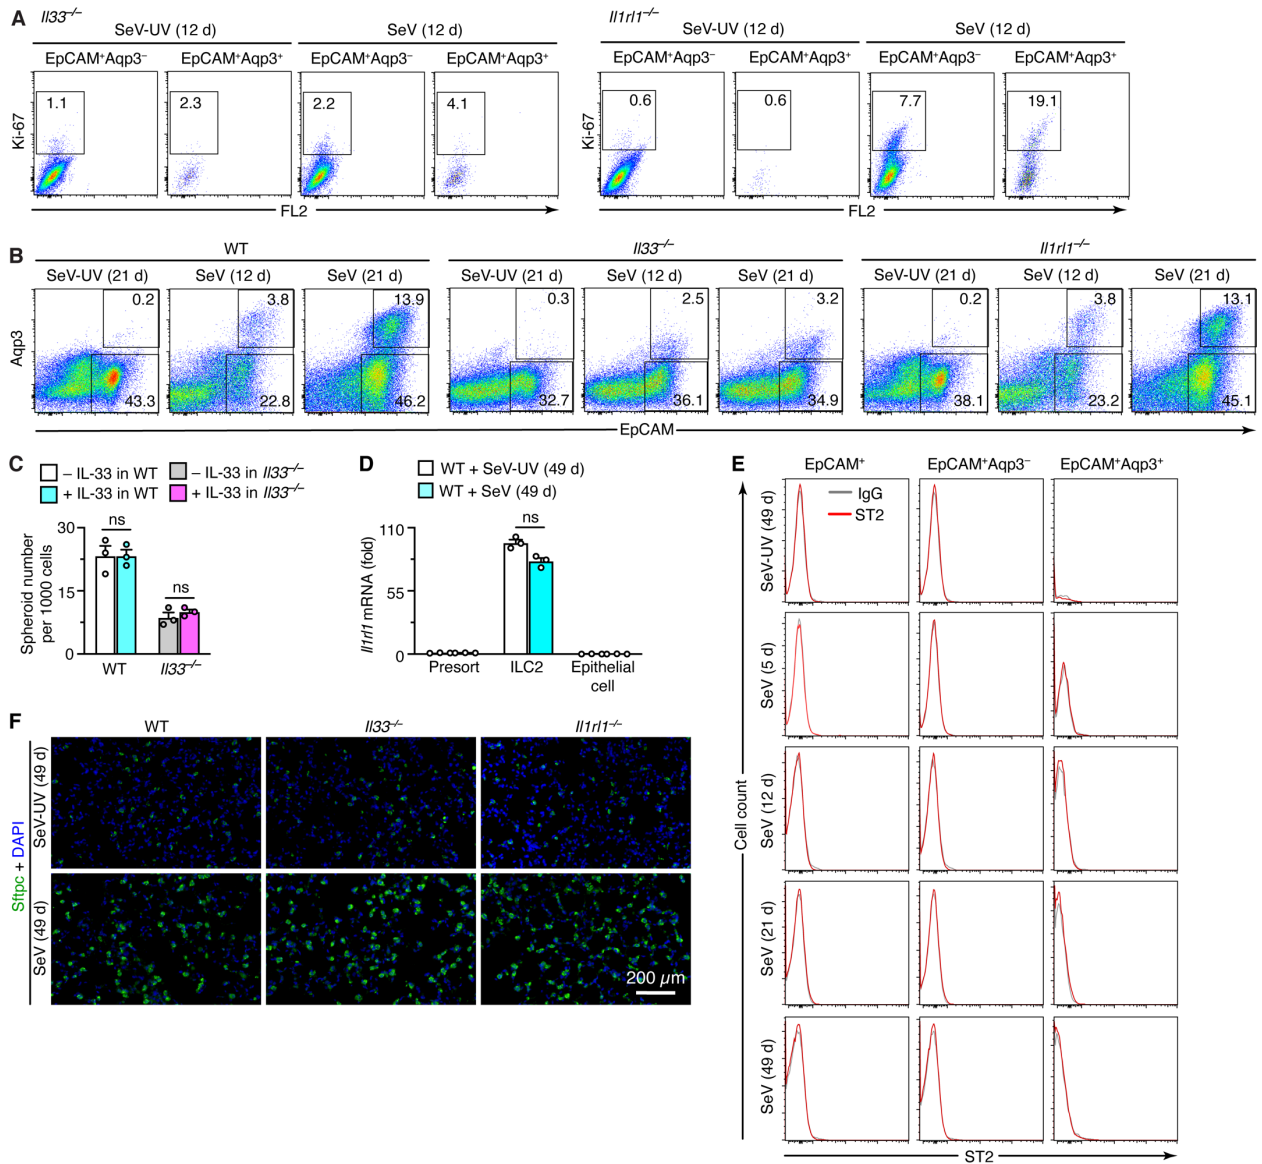 A
Il33–/–
SeV-UV (12 d)
SeV (12 d)
EpCAM+Aqp3–
EpCAM+Aqp3+
EpCAM+Aqp3–
EpCAM+Aqp3+
Ki-67
1.1
2.3
2.2
4.1
FL2
Il1rl1–/–
SeV-UV (12 d)
SeV (12 d)
EpCAM+Aqp3–
EpCAM+Aqp3+
EpCAM+Aqp3–
EpCAM+Aqp3+
Ki-67
0.6
0.6
7.7
19.1
FL2
B
WT
Il33–/–
Il1rl1–/–
SeV-UV (21 d)
SeV (12 d)
SeV (21 d)
SeV-UV (21 d)
SeV (12 d)
SeV (21 d)
SeV-UV (21 d)
SeV (12 d)
SeV (21 d)
Aqp3
0.2
3.8
13.9
0.3
2.5
3.2
0.2
3.8
13.1
43.3
22.8
46.2
32.7
36.1
34.9
38.1
23.2
45.1
EpCAM
C
– IL-33 in WT
– IL-33 in Il33–/–
+ IL-33 in WT
+ IL-33 in Il33–/–
Spheroid number
per 1000 cells
30
15
0
ns
ns
WT
Il33–/–
D
WT + SeV-UV (49 d)
WT + SeV (49 d)
Il1rl1 mRNA (fold)
110
55
0
ns
Presort
ILC2
Epithelial
cell
E
EpCAM+
EpCAM+Aqp3–
EpCAM+Aqp3+
IgG
ST2
SeV-UV (49 d)
SeV (5 d)
SeV (12 d)
SeV (21 d)
SeV (49 d)
Cell count
ST2
F
WT
Il33–/–
Il1rl1–/–
Sftpc + DAPI
SeV-UV (49 d)
SeV (49 d)
200 µm